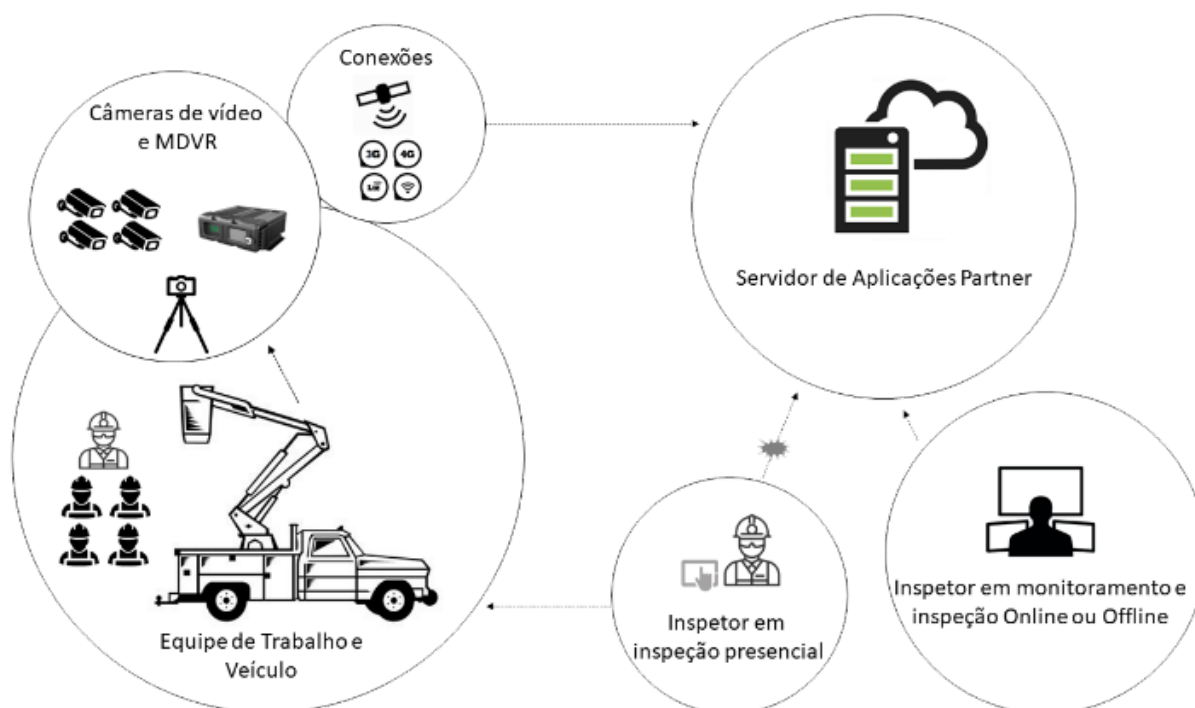 Conexões
3G 4G
Câmeras de vídeo
e MDVR
Servidor de Aplicações Partner
Equipe de Trabalho e
Veículo
Inspetor em
inspeção presencial
Inspetor em monitoramento e
inspeção Online ou Offline